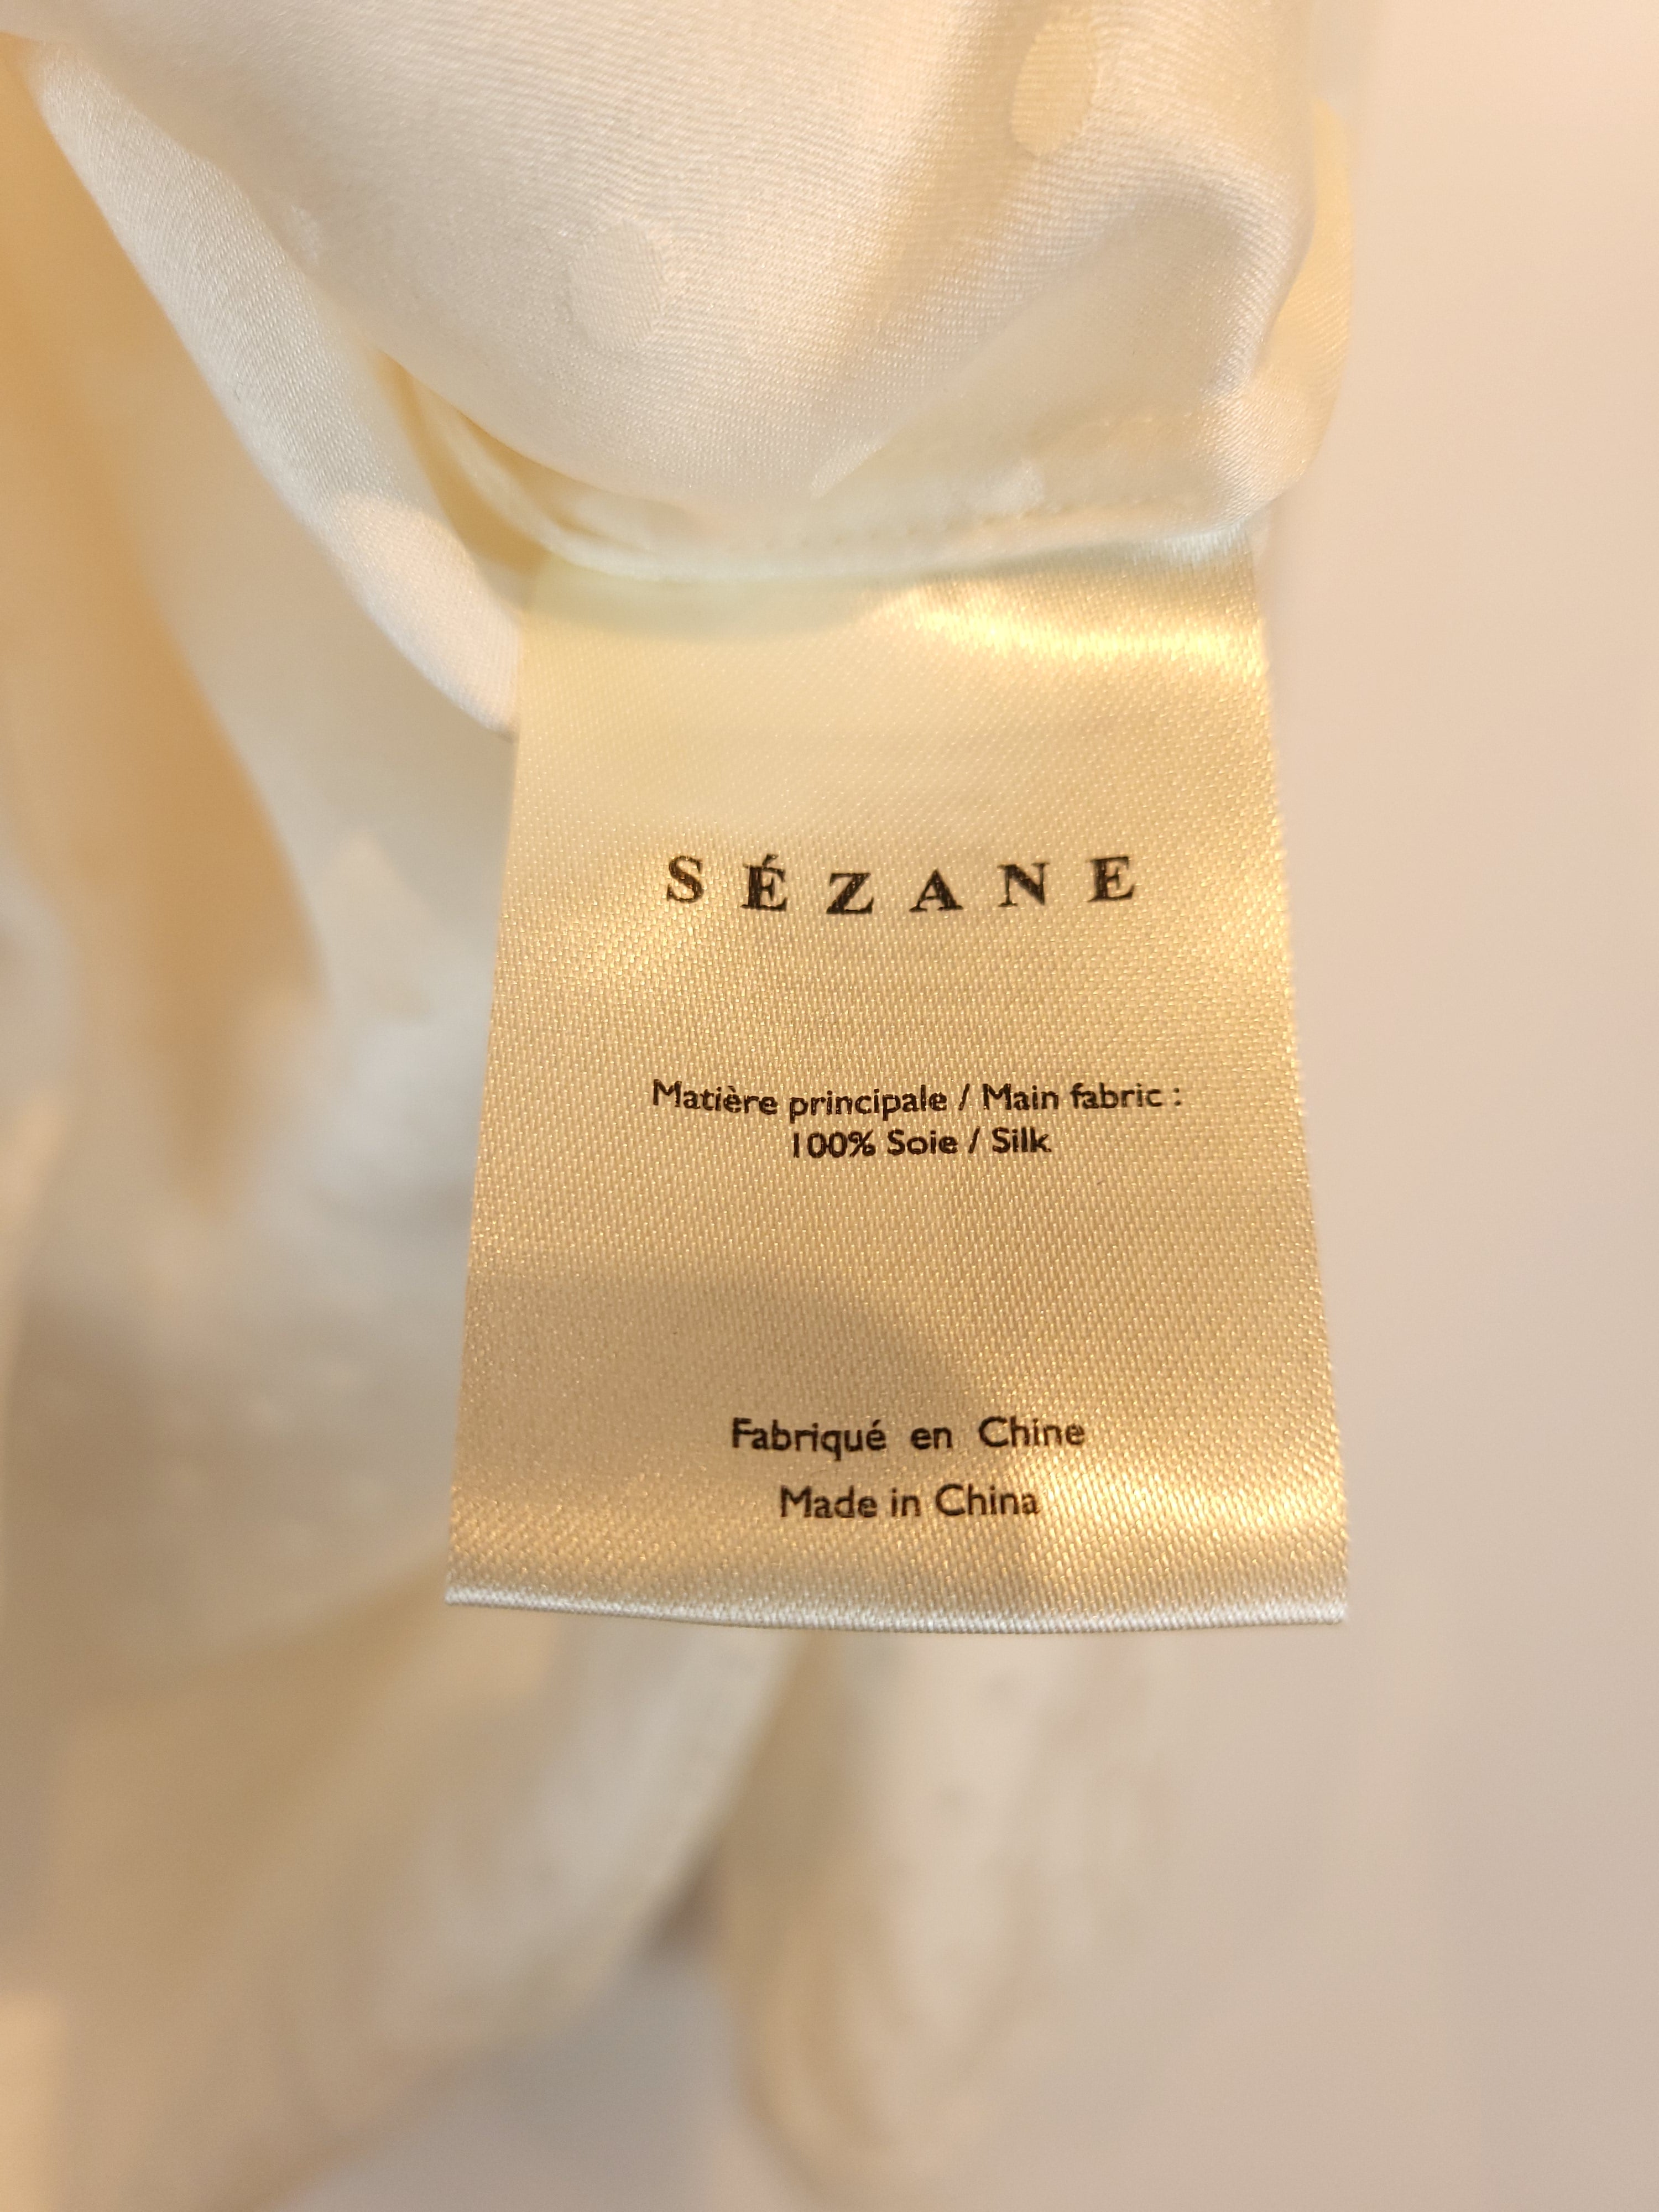 SÉZANE
Matière principale / Main fabric :
100% Soie / Silk
Fabriqué en Chine
Made in China